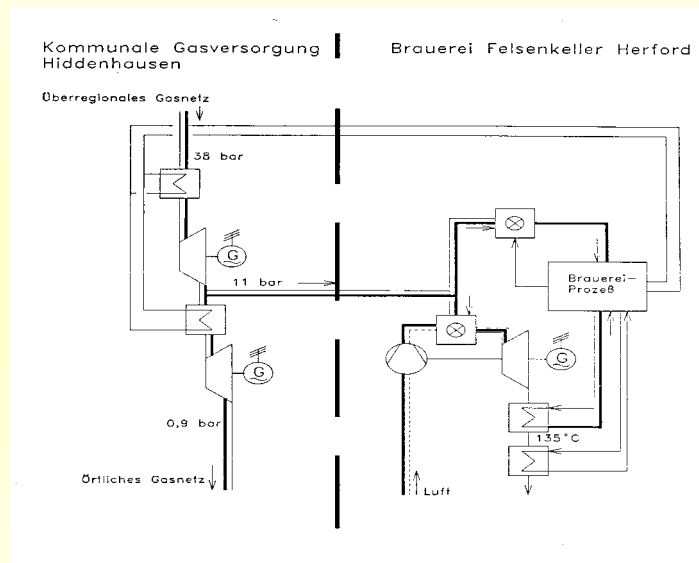 Kommunale Gasversorgung
Hiddenhausen
Brauerei Felsenkeller Herford
Überregionales Gasnetz
38 bar
G
11 bar
Brauerei-
Prozeß
G
G
0,9 bar
135°C
Örtliches Gasnetz
Luft